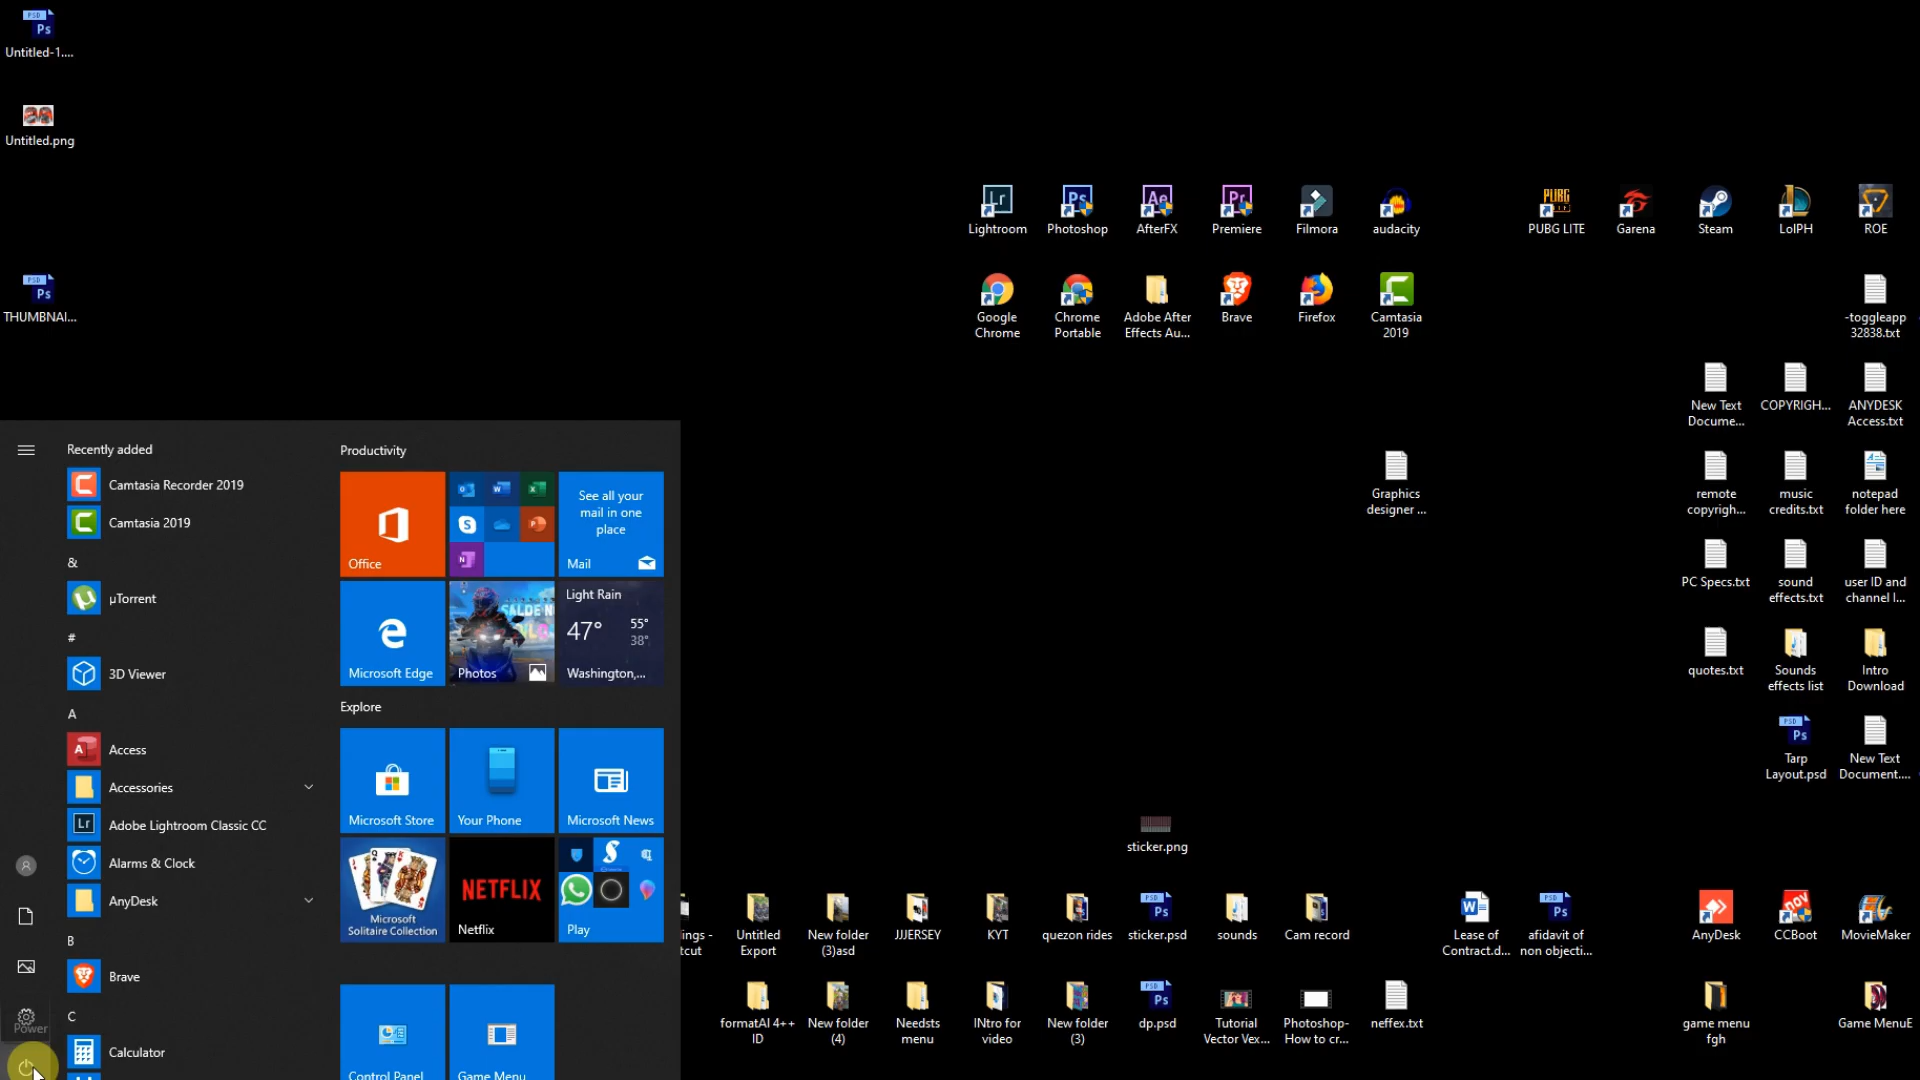 Untitled-1....
Untitled.png
THUMBNAI...
Lightroom
Photoshop
AfterFX
Premiere
Filmora
audacity
PUBG LITE
Garena
Steam
LolPH
ROE
Google
Chrome
Chrome
Portable
Adobe After
Effects Au...
Brave
Firefox
Camtasia
2019
-toggleapp
32838.txt
New Text
Docume...
COPYRIGH...
ANYDESK
Access.txt
Graphics
designer ...
remote
copyrigh...
music
credits.txt
notepad
folder here
PC Specs.txt
sound
effects.txt
user ID and
channel l...
quotes.txt
Sounds
effects list
Intro
Download
Tarp
Layout.psd
New Text
Document....
sticker.png
Recently added
Camtasia Recorder 2019
Camtasia 2019
&
µTorrent
#
3D Viewer
A
Access
Accessories
Adobe Lightroom Classic CC
Alarms & Clock
AnyDesk
B
Brave
C
Calculator
Power
Productivity
Office
See all your
mail in one
place
Mail
Microsoft Edge
Photos
Light Rain
47°
55°
38°
Washington,...
Explore
Microsoft Store
Your Phone
Microsoft News
Microsoft
Solitaire Collection
NETFLIX
Netflix
Play
Control Panel
Game Menu
ings -
tcut
Untitled
Export
New folder
(3)asd
JJJERSEY
KYT
quezon rides
sticker.psd
sounds
Cam record
Lease of
Contract.d...
afidavit of
non objecti...
AnyDesk
CCBoot
MovieMaker
formatAI 4++
ID
New folder
(4)
Needsts
menu
INtro for
video
New folder
(3)
dp.psd
Tutorial
Vector Vex...
Photoshop-
How to cr...
neffex.txt
game menu
fgh
Game MenuE